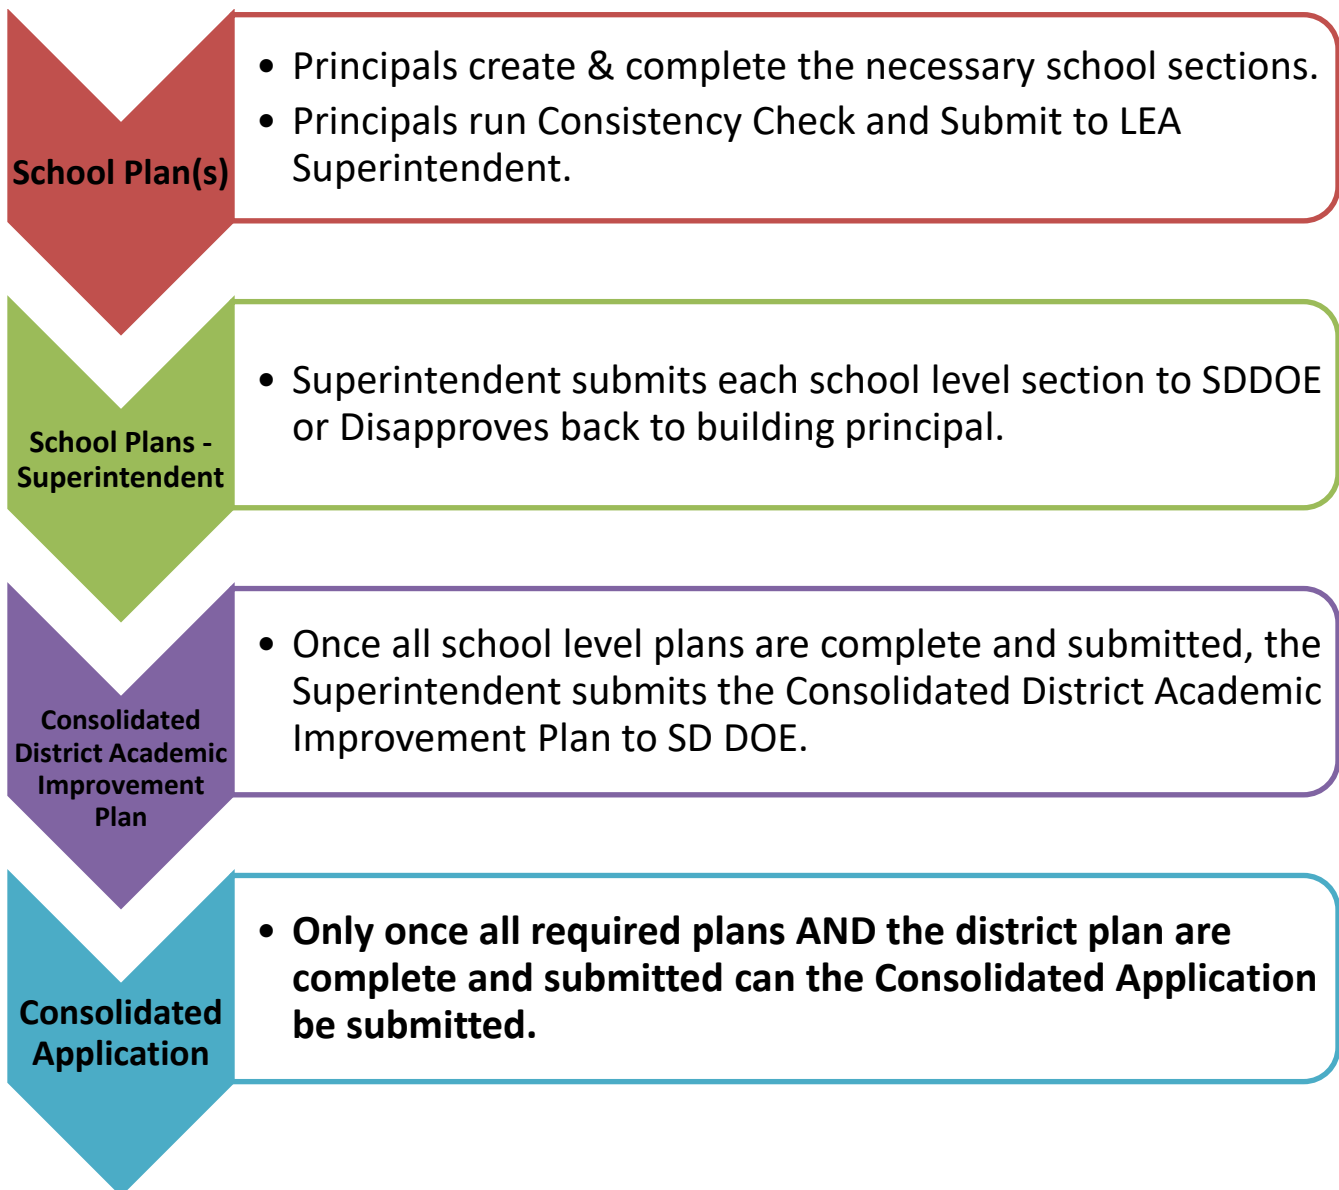 School Plan(s)
• Principals create & complete the necessary school sections.
• Principals run Consistency Check and Submit to LEA
Superintendent.
School Plans -
Superintendent
• Superintendent submits each school level section to SDDOE
or Disapproves back to building principal.
Consolidated
District Academic
Improvement
Plan
• Once all school level plans are complete and submitted, the
Superintendent submits the Consolidated District Academic
Improvement Plan to SD DOE.
Consolidated
Application
• Only once all required plans AND the district plan are
complete and submitted can the Consolidated Application
be submitted.